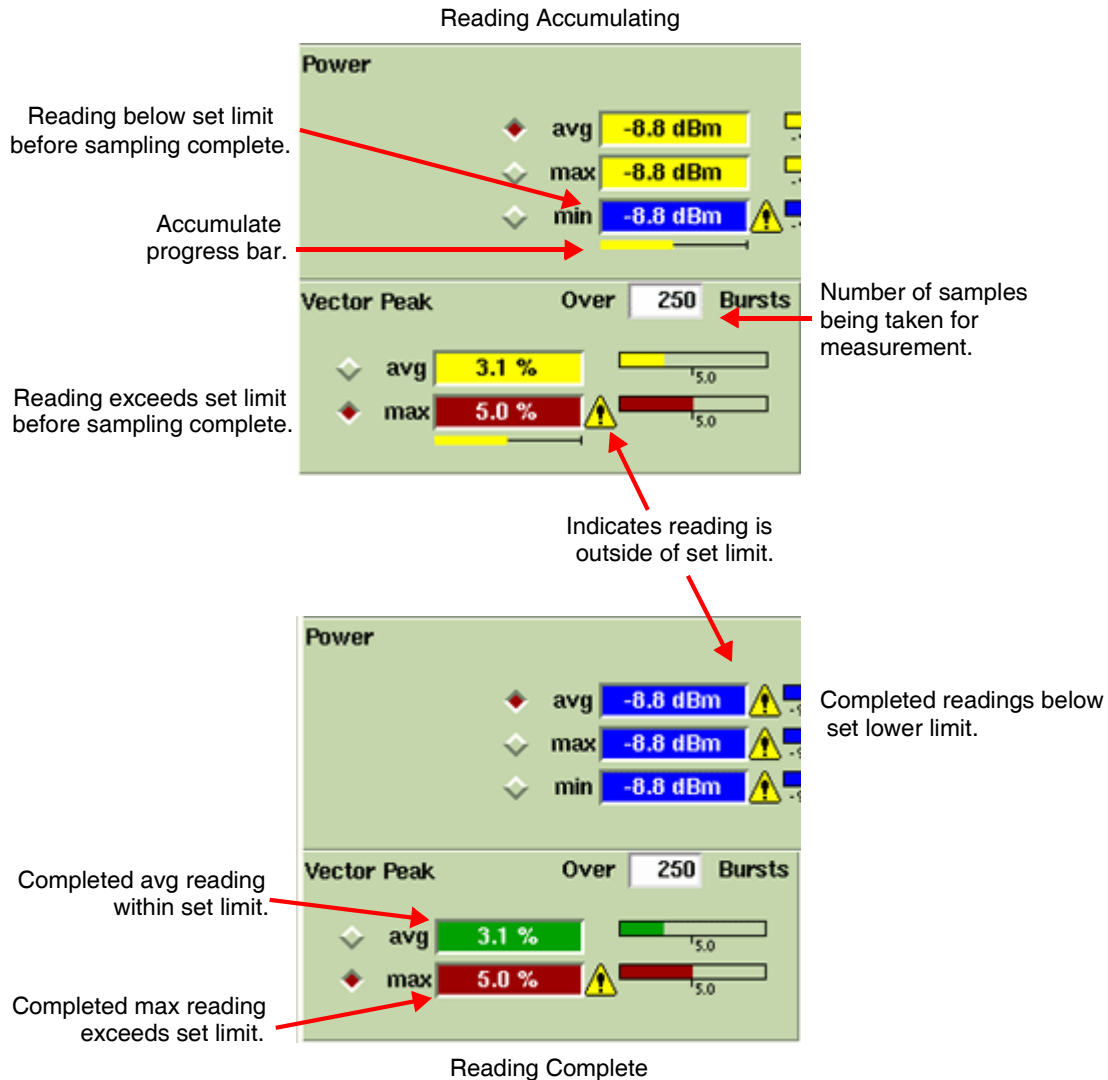 Reading Accumulating
Power
Reading below set limit
before sampling complete.
avg -8.8 dBm
max -8.8 dBm
min -8.8 dBm
Accumulate
progress bar.
Vector Peak Over 250 Bursts
Number of samples
being taken for
measurement.
avg 3.1 % 5.0
Reading exceeds set limit
before sampling complete.
max 5.0 % 5.0
Indicates reading is
outside of set limit.
Power
avg -8.8 dBm
max -8.8 dBm
min -8.8 dBm
Completed readings below
set lower limit.
Vector Peak Over 250 Bursts
Completed avg reading
within set limit.
avg 3.1 % 5.0
max 5.0 % 5.0
Completed max reading
exceeds set limit.
Reading Complete